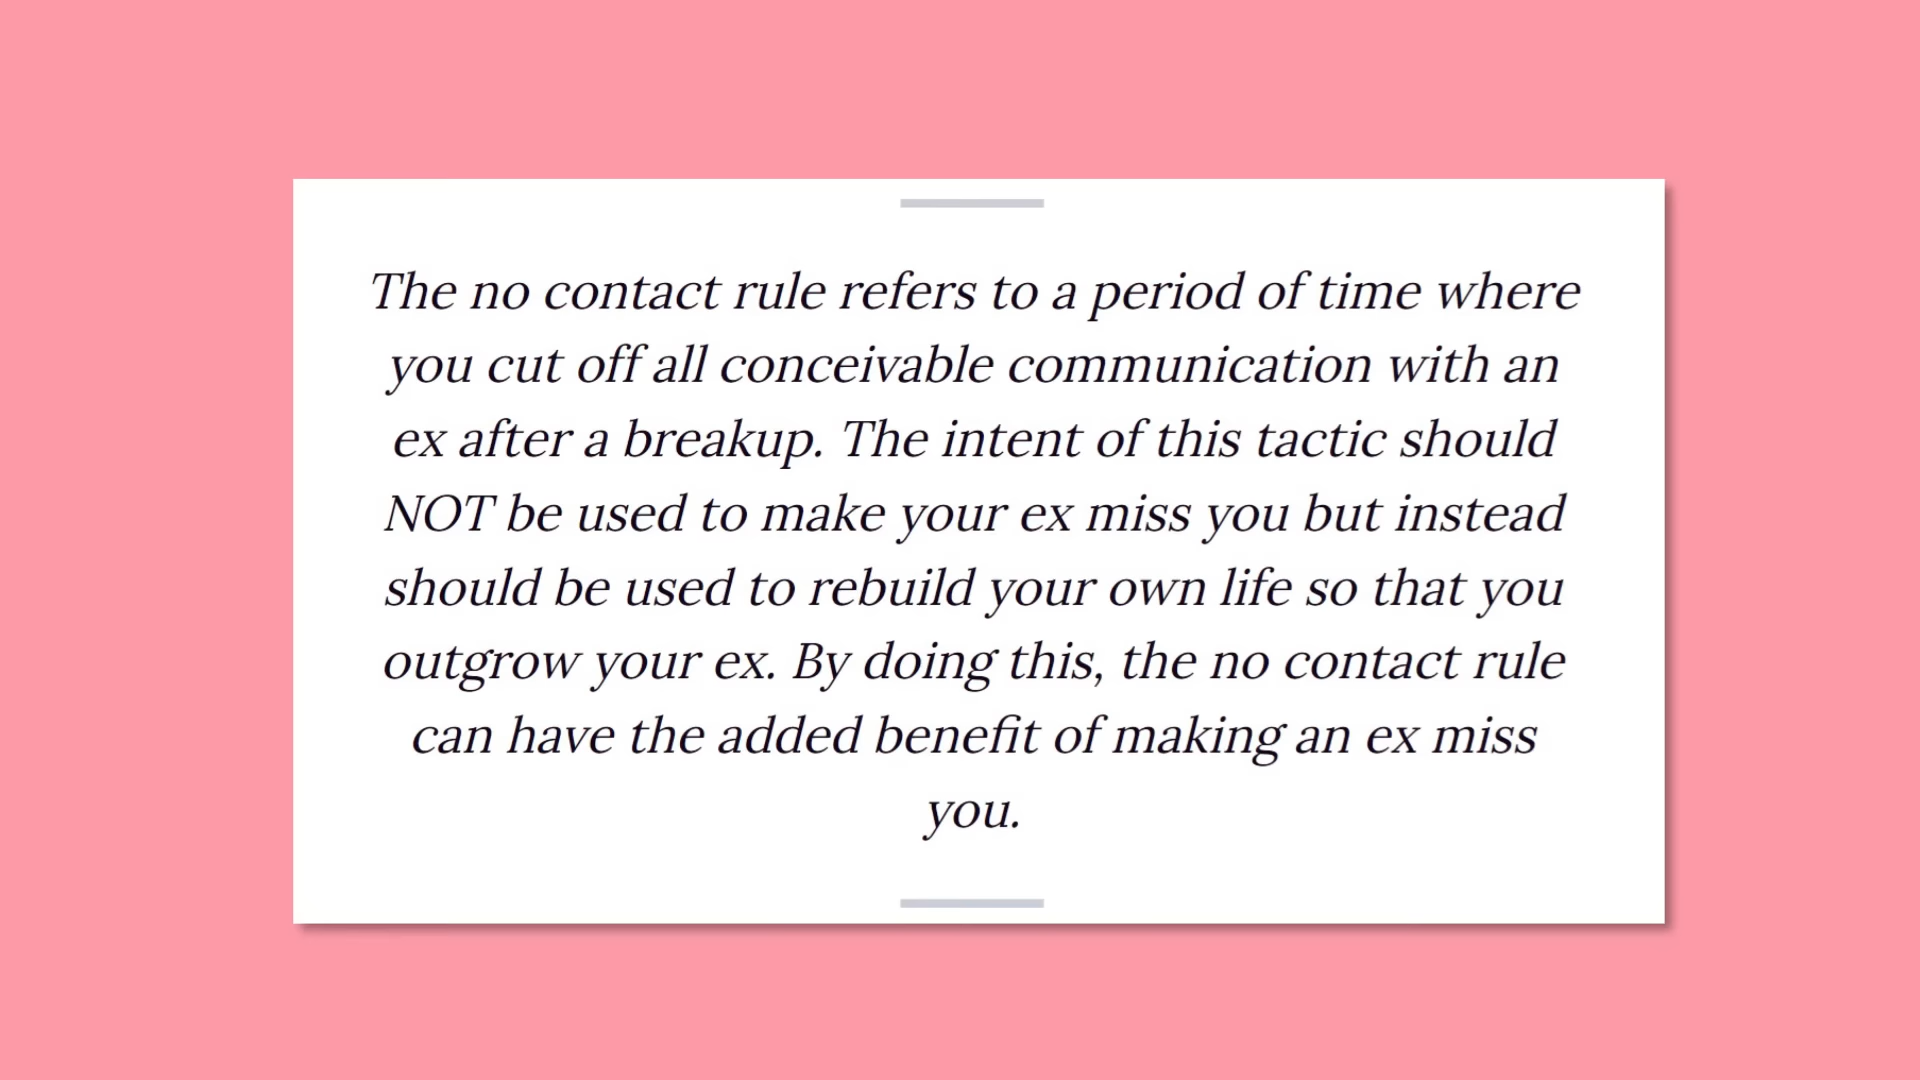 The no contact rule refers to a period of time where
you cut off all conceivable communication with an
ex after a breakup. The intent of this tactic should
NOT be used to make your ex miss you but instead
should be used to rebuild your own life so that you
outgrow your ex. By doing this, the no contact rule
can have the added benefit of making an ex miss
you.